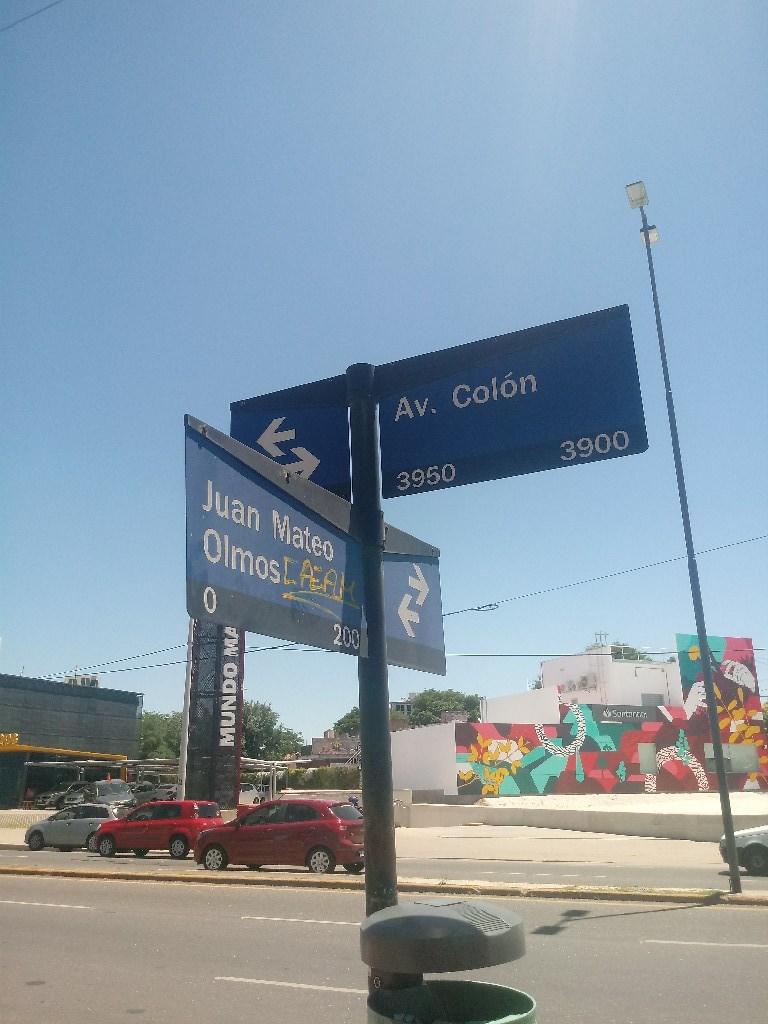 Av. Colón
3950 3900
Juan Mateo
Olmos
0 200
MUNDO MA
Santander